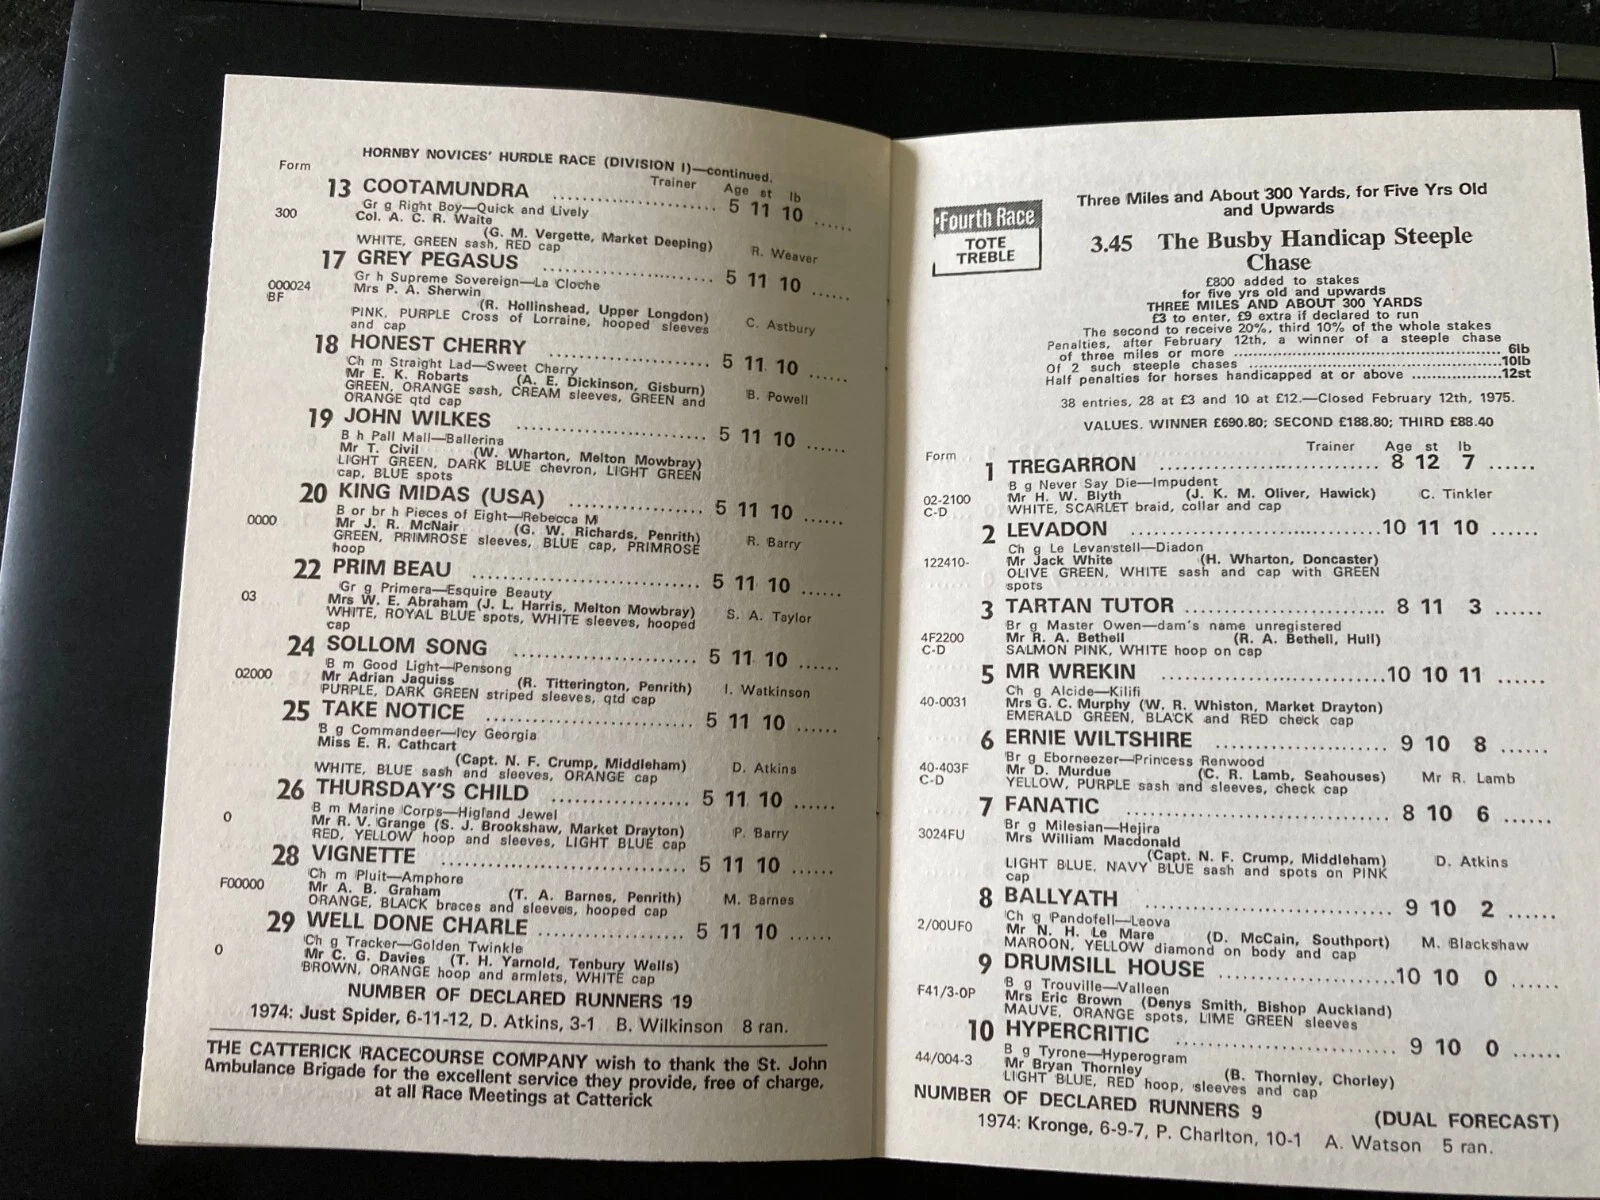 HORNBY NOVICES' HURDLE RACE (DIVISION I)—continued.
Form Trainer Age st lb
13 COOTAMUNDRA .............................. 5 11 10 ......
Gr g Right Boy—Quick and Lively
300 Col. A. C. R. Waite
(G. M. Vergette, Market Deeping) R. Weaver
WHITE, GREEN sash, RED cap
17 GREY PEGASUS .............................. 5 11 10 ......
Gr h Supreme Sovereign—La Cloche
000024 Mrs P. A. Sherwin
BF (R. Hollinshead, Upper Longdon) C. Astbury
PINK, PURPLE Cross of Lorraine, hooped sleeves
and cap
18 HONEST CHERRY .............................. 5 11 10 ......
Ch m Straight Lad—Sweet Cherry
Mr E. K. Robarts (A. E. Dickinson, Gisburn) B. Powell
GREEN, ORANGE sash, CREAM sleeves, GREEN and
ORANGE qtd cap
19 JOHN WILKES .............................. 5 11 10 ......
B h Pall Mall—Ballerina
Mr T. Civil (W. Wharton, Melton Mowbray)
LIGHT GREEN, DARK BLUE chevron, LIGHT GREEN
cap, BLUE spots
20 KING MIDAS (USA) .............................. 5 11 10 ......
B or br h Pieces of Eight—Rebecca M
0000 Mr J. R. McNair (G. W. Richards, Penrith) R. Barry
GREEN, PRIMROSE sleeves, BLUE cap, PRIMROSE
hoop
22 PRIM BEAU .............................. 5 11 10 ......
Gr g Primera—Esquire Beauty
03 Mrs W. E. Abraham (J. L. Harris, Melton Mowbray) S. A. Taylor
WHITE, ROYAL BLUE spots, WHITE sleeves, hooped
cap
24 SOLLOM SONG .............................. 5 11 10 ......
B m Good Light—Pensong
02000 Mr Adrian Jaquiss (R. Titterington, Penrith) I. Watkinson
PURPLE, DARK GREEN striped sleeves, qtd cap
25 TAKE NOTICE .............................. 5 11 10 ......
B g Commandeer—Icy Georgia
Miss E. R. Cathcart
(Capt. N. F. Crump, Middleham) D. Atkins
WHITE, BLUE sash and sleeves, ORANGE cap
26 THURSDAY'S CHILD .............................. 5 11 10 ......
B m Marine Corps—Higland Jewel
0 Mr R. V. Grange (S. J. Brookshaw, Market Drayton) P. Barry
RED, YELLOW hoop and sleeves, LIGHT BLUE cap
28 VIGNETTE .............................. 5 11 10 ......
Ch m Pluit—Amphore
F00000 Mr A. B. Graham (T. A. Barnes, Penrith) M. Barnes
ORANGE, BLACK braces and sleeves, hooped cap
29 WELL DONE CHARLE .............................. 5 11 10 ......
Ch g Tracker—Golden Twinkle
0 Mr C. G. Davies (T. H. Yarnold, Tenbury Wells)
BROWN, ORANGE hoop and armlets, WHITE cap
NUMBER OF DECLARED RUNNERS 19
1974: Just Spider, 6-11-12, D. Atkins, 3-1 B. Wilkinson 8 ran.
THE CATTERICK RACECOURSE COMPANY wish to thank the St. John
Ambulance Brigade for the excellent service they provide, free of charge,
at all Race Meetings at Catterick
Three Miles and About 300 Yards, for Five Yrs Old
and Upwards
Fourth Race
TOTE
TREBLE
3.45 The Busby Handicap Steeple
Chase
£800 added to stakes
for five yrs old and upwards
THREE MILES AND ABOUT 300 YARDS
£3 to enter, £9 extra if declared to run
The second to receive 20%, third 10% of the whole stakes
Penalties, after February 12th, a winner of a steeple chase
of three miles or more .............................. 6lb
Of 2 such steeple chases .............................. 10lb
Half penalties for horses handicapped at or above .................. 12st
38 entries, 28 at £3 and 10 at £12.—Closed February 12th, 1975.
VALUES. WINNER £690.80; SECOND £188.80; THIRD £88.40
Form Trainer Age st lb
1 TREGARRON .............................. 8 12 7 ......
B g Never Say Die—Impudent
02-2100 Mr H. W. Blyth (J. K. M. Oliver, Hawick) C. Tinkler
C-D WHITE, SCARLET braid, collar and cap
2 LEVADON .............................. 10 11 10 ......
Ch g Le Levanstell—Diadon
122410- Mr Jack White (H. Wharton, Doncaster)
OLIVE GREEN, WHITE sash and cap with GREEN
spots
3 TARTAN TUTOR .............................. 8 11 3 ......
Br g Master Owen—dam's name unregistered
4F2200 Mr R. A. Bethell (R. A. Bethell, Hull)
C-D SALMON PINK, WHITE hoop on cap
5 MR WREKIN .............................. 10 10 11 ......
Ch g Alcide—Kilifi
40-0031 Mrs G. C. Murphy (W. R. Whiston, Market Drayton)
EMERALD GREEN, BLACK and RED check cap
6 ERNIE WILTSHIRE .............................. 9 10 8 ......
Br g Eborneezer—Princess Renwood
40-403F Mr D. Murdue (C. R. Lamb, Seahouses) Mr R. Lamb
C-D YELLOW, PURPLE sash and sleeves, check cap
7 FANATIC .............................. 8 10 6 ......
Br g Milesian—Hejira
3024FU Mrs William Macdonald
(Capt. N. F. Crump, Middleham) D. Atkins
LIGHT BLUE, NAVY BLUE sash and spots on PINK
cap
8 BALLYATH .............................. 9 10 2 ......
Ch g Pandofell—Leova
2/00UF0 Mr N. H. Le Mare (D. McCain, Southport) M. Blackshaw
MAROON, YELLOW diamond on body and cap
9 DRUMSILL HOUSE .............................. 10 10 0 ......
B g Trouville—Valleen
F41/3-0P Mrs Eric Brown (Denys Smith, Bishop Auckland)
MAUVE, ORANGE spots, LIME GREEN sleeves
10 HYPERCRITIC .............................. 9 10 0 ......
B g Tyrone—Hyperogram
44/004-3 Mr Bryan Thornley (B. Thornley, Chorley)
LIGHT BLUE, RED hoop, sleeves and cap
NUMBER OF DECLARED RUNNERS 9 (DUAL FORECAST)
1974: Kronge, 6-9-7, P. Charlton, 10-1 A. Watson 5 ran.